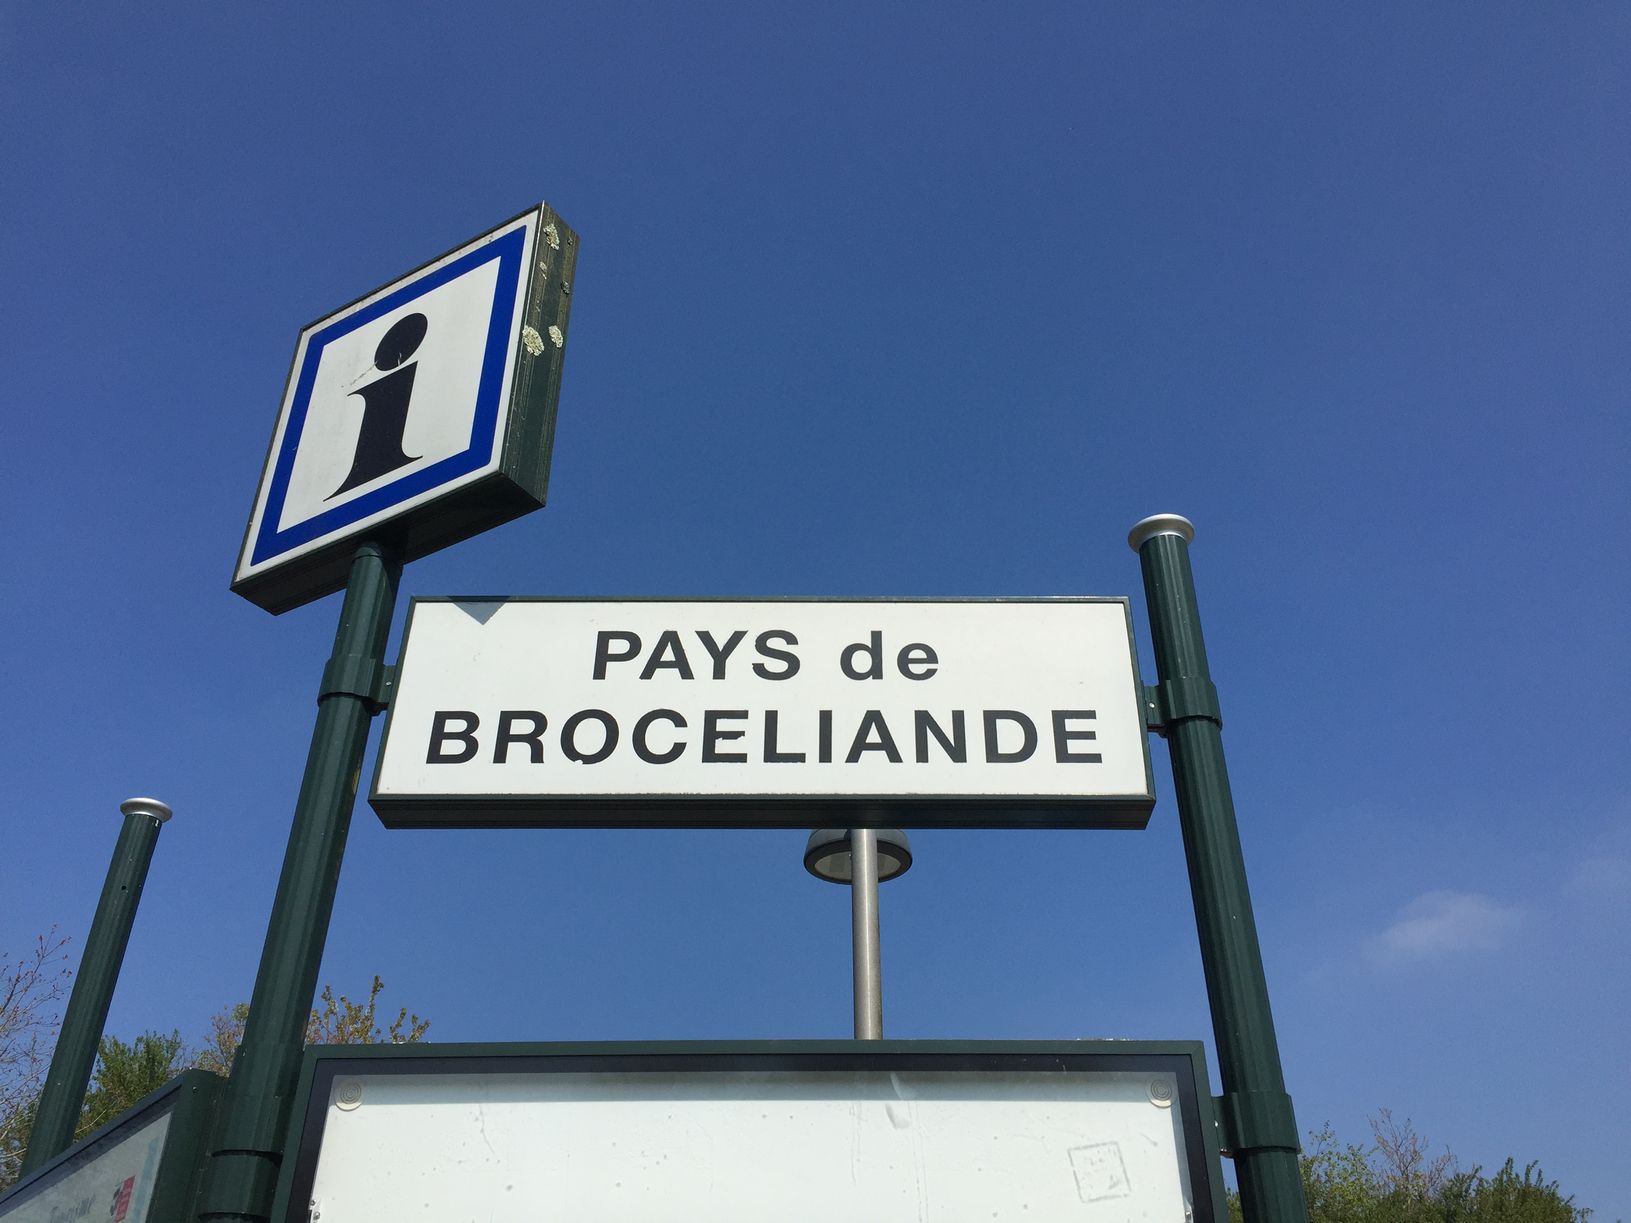 i
PAYS de
BROCELIANDE